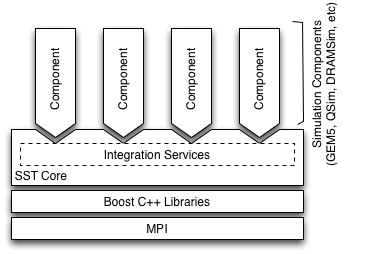 Component
Component
Component
Component
Simulation Components
(GEM5, QSim, DRAMSim, etc)
Integration Services
SST Core
Boost C++ Libraries
MPI